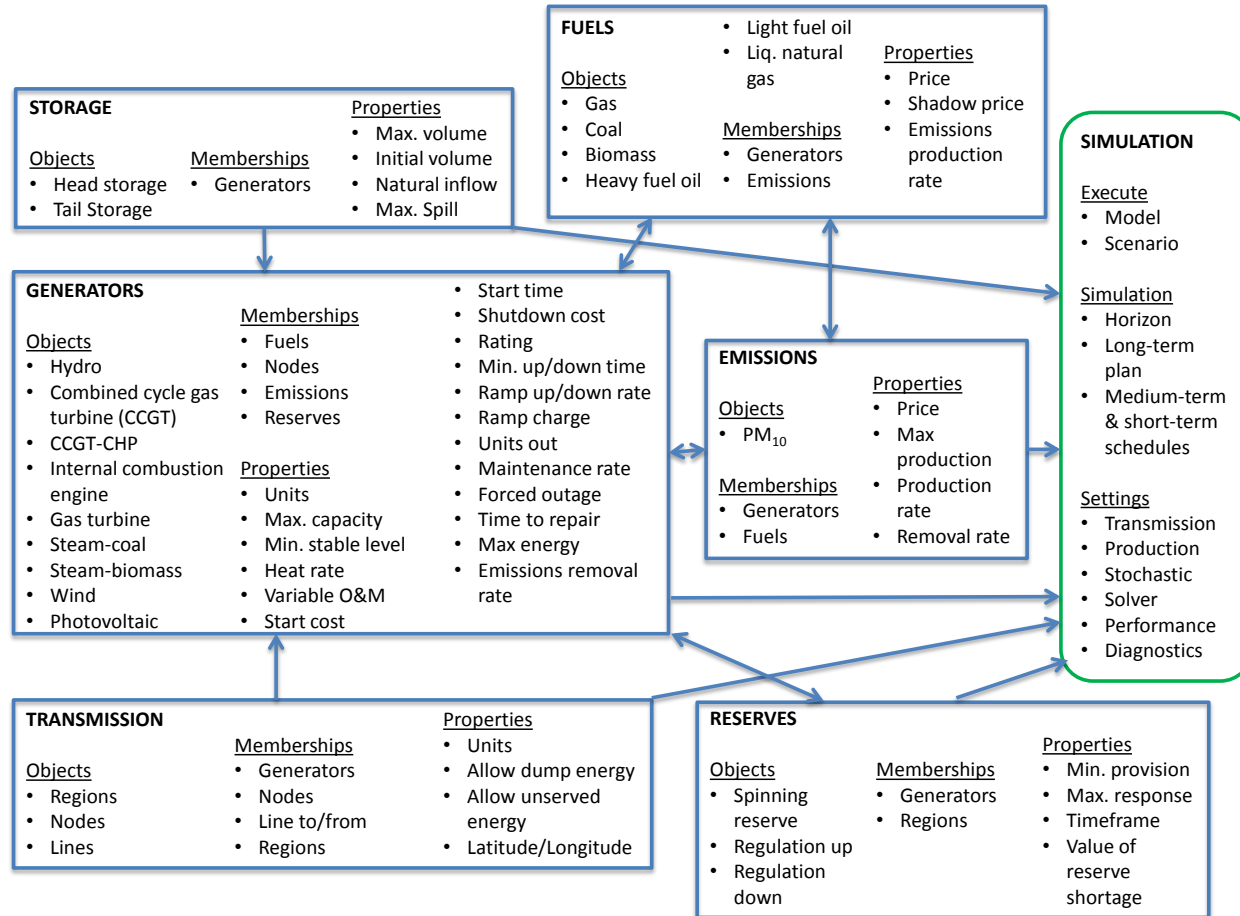 FUELS
Objects
• Gas
• Coal
• Biomass
• Heavy fuel oil
• Light fuel oil
• Liq. natural
gas
Memberships
• Generators
• Emissions
Properties
• Price
• Shadow price
• Emissions
production
rate
STORAGE
Objects
• Head storage
• Tail Storage
Memberships
• Generators
Properties
• Max. volume
• Initial volume
• Natural inflow
• Max. Spill
SIMULATION
Execute
• Model
• Scenario
Simulation
• Horizon
• Long-term
plan
• Medium-term
& short-term
schedules
Settings
• Transmission
• Production
• Stochastic
• Solver
• Performance
• Diagnostics
GENERATORS
Objects
• Hydro
• Combined cycle gas
turbine (CCGT)
• CCGT-CHP
• Internal combustion
engine
• Gas turbine
• Steam-coal
• Steam-biomass
• Wind
• Photovoltaic
Memberships
• Fuels
• Nodes
• Emissions
• Reserves
Properties
• Units
• Max. capacity
• Min. stable level
• Heat rate
• Variable O&M
• Start cost
• Start time
• Shutdown cost
• Rating
• Min. up/down time
• Ramp up/down rate
• Ramp charge
• Units out
• Maintenance rate
• Forced outage
• Time to repair
• Max energy
• Emissions removal
rate
EMISSIONS
Objects
• PM10
Memberships
• Generators
• Fuels
Properties
• Price
• Max
production
• Production
rate
• Removal rate
TRANSMISSION
Objects
• Regions
• Nodes
• Lines
Memberships
• Generators
• Nodes
• Line to/from
• Regions
Properties
• Units
• Allow dump energy
• Allow unserved
energy
• Latitude/Longitude
RESERVES
Objects
• Spinning
reserve
• Regulation up
• Regulation
down
Memberships
• Generators
• Regions
Properties
• Min. provision
• Max. response
• Timeframe
• Value of
reserve
shortage